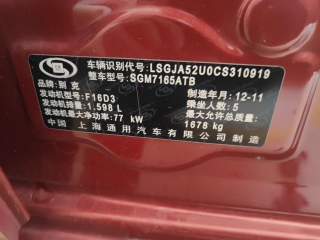 车辆识别代号: LSGJA52U0CS310919
整车型号: SGM7165ATB
品牌: 别克 制造年月: 12-11
发动机型号: F16D3 乘坐人数: 5
发动机排量: 1.598 L 最大允许总质量:
发动机最大净功率: 77 kW 1678 kg
中国 上海通用汽车有限公司 制造